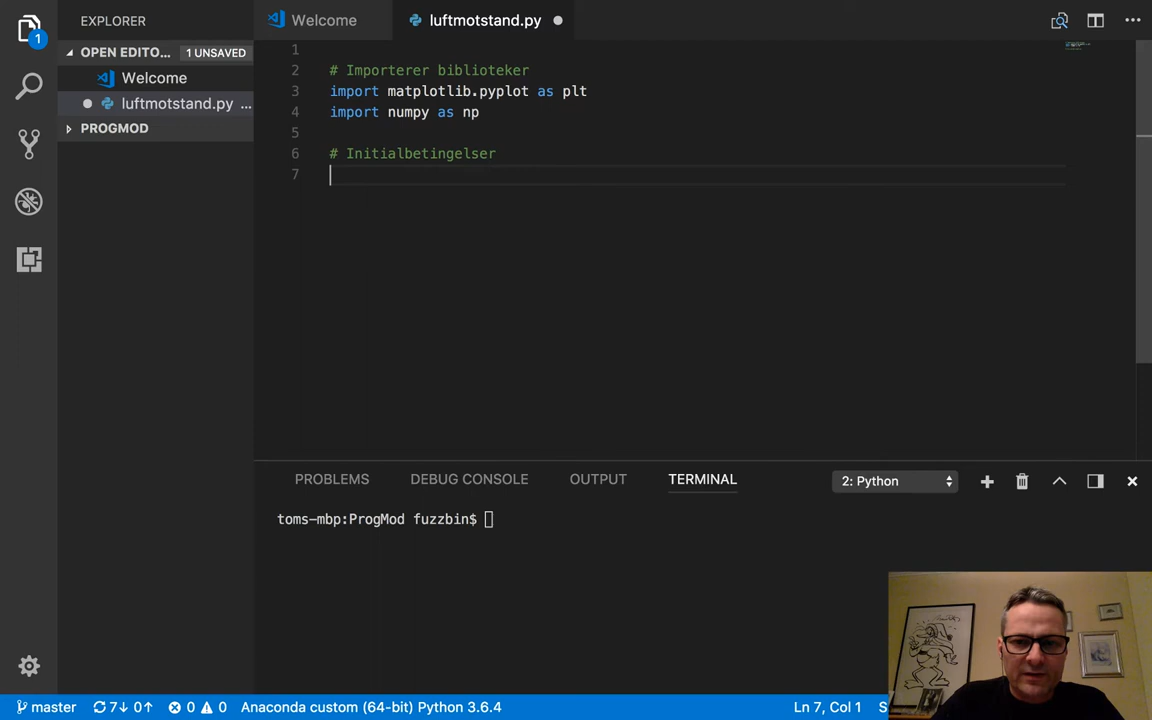 EXPLORER
Welcome
luftmotstand.py
1
OPEN EDITO... 1 UNSAVED
Welcome
luftmotstand.py ...
PROGMOD
1
2 # Importerer biblioteker
3 import matplotlib.pyplot as plt
4 import numpy as np
5
6 # Initialbetingelser
7
PROBLEMS DEBUG CONSOLE OUTPUT TERMINAL 2: Python
toms-mbp:ProgMod fuzzbin$
master 7↓ 0↑ 0 0 Anaconda custom (64-bit) Python 3.6.4 Ln 7, Col 1 S